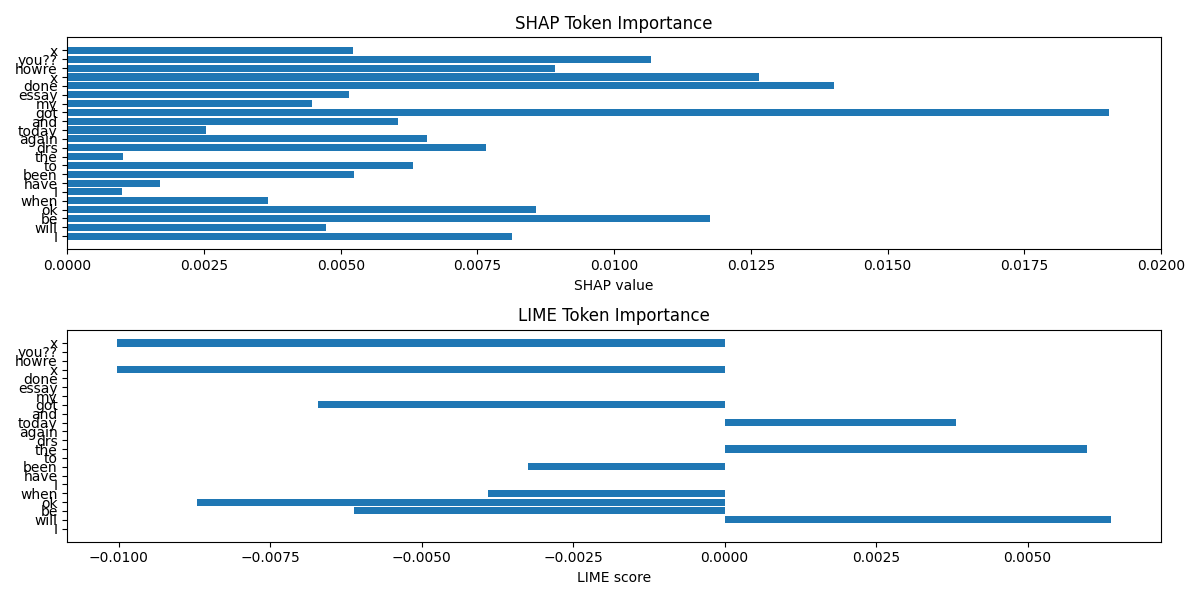 SHAP Token Importance
x
you??
howre
x
done
essay
my
got
and
today
again
drs
the
to
been
have
I
when
ok
be
will
I
0.0000 0.0025 0.0050 0.0075 0.0100 0.0125 0.0150 0.0175 0.0200
SHAP value
LIME Token Importance
x
you??
howre
x
done
essay
my
got
and
today
again
drs
the
to
been
have
I
when
ok
be
will
I
−0.0100 −0.0075 −0.0050 −0.0025 0.0000 0.0025 0.0050
LIME score